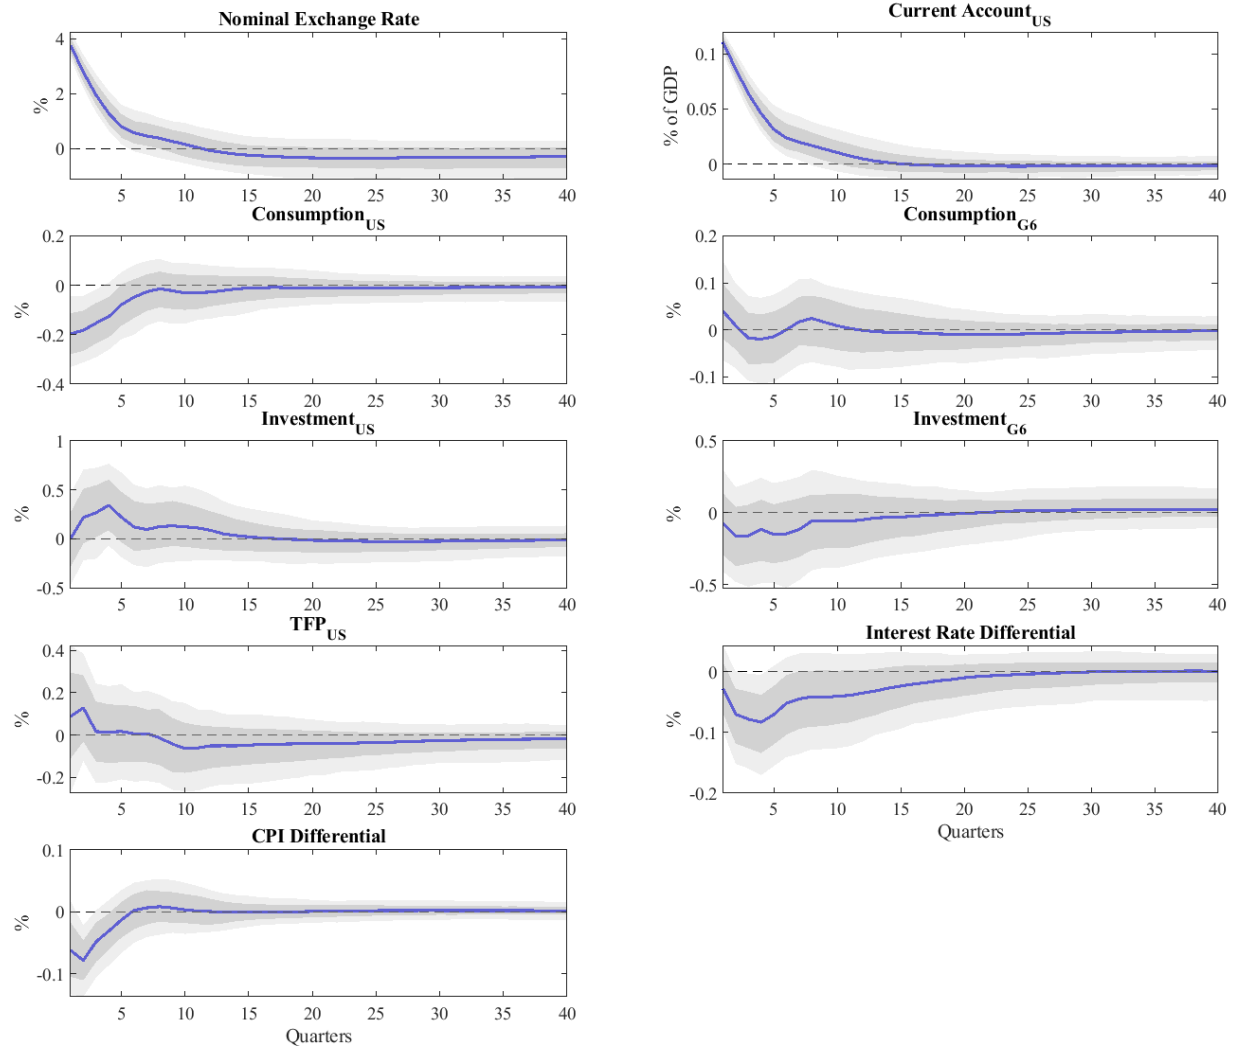 Nominal Exchange Rate
%
4
2
0
5 10 15 20 25 30 35 40
Current Account_US
% of GDP
0.1
0.05
0
5 10 15 20 25 30 35 40
Consumption_US
%
0.2
0
-0.2
-0.4
5 10 15 20 25 30 35 40
Consumption_G6
%
0.2
0.1
0
-0.1
5 10 15 20 25 30 35 40
Investment_US
%
1
0.5
0
-0.5
5 10 15 20 25 30 35 40
Investment_G6
%
0.5
0
-0.5
5 10 15 20 25 30 35 40
TFP_US
%
0.4
0.2
0
-0.2
5 10 15 20 25 30 35 40
Interest Rate Differential
%
0
-0.1
-0.2
5 10 15 20 25 30 35 40
Quarters
CPI Differential
%
0.1
0
-0.1
5 10 15 20 25 30 35 40
Quarters